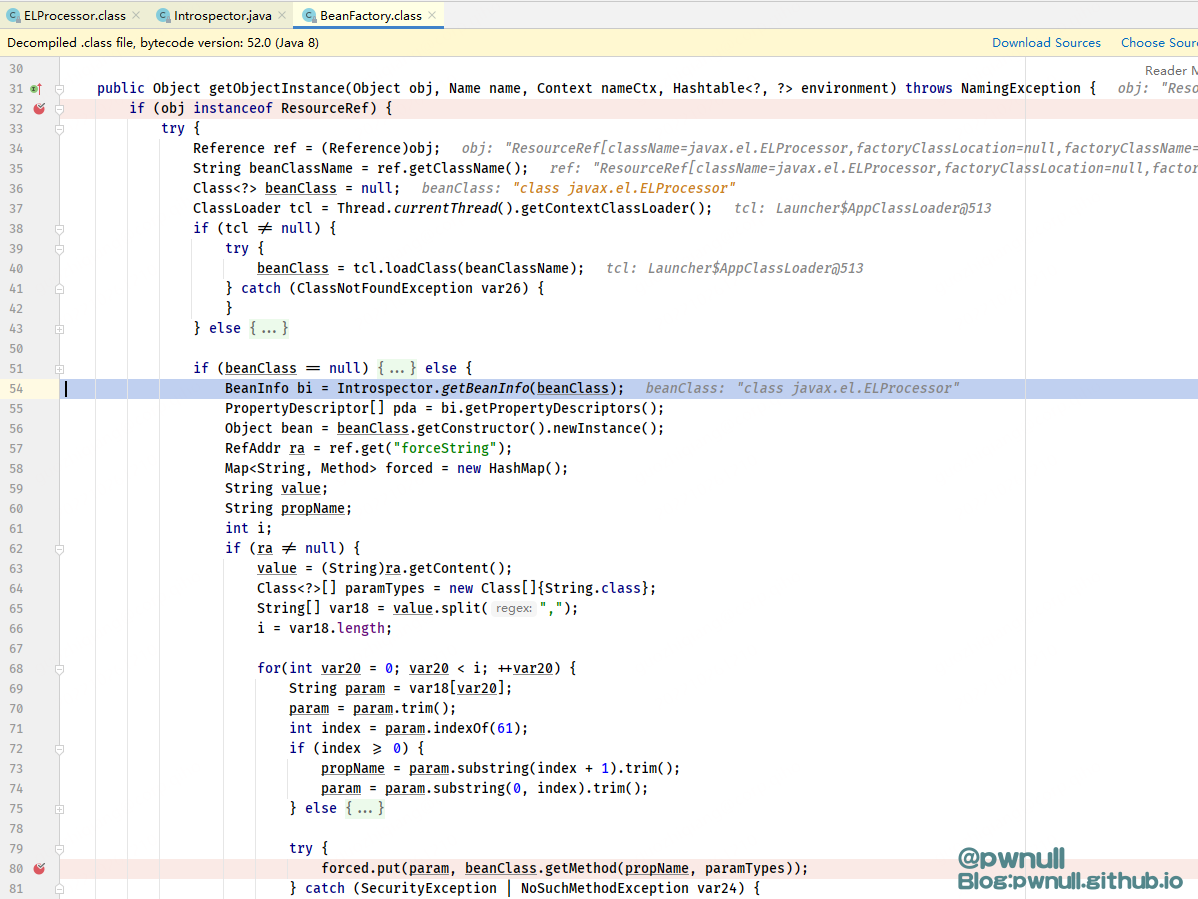 ELProcessor.class × Introspector.java × BeanFactory.class ×
Decompiled .class file, bytecode version: 52.0 (Java 8) Download Sources Choose Sour
30 Reader M
31 public Object getObjectInstance(Object obj, Name name, Context nameCtx, Hashtable<?, ?> environment) throws NamingException { obj: "Reso
32 if (obj instanceof ResourceRef) {
33 try {
34 Reference ref = (Reference)obj; obj: "ResourceRef[className=javax.el.ELProcessor,factoryClassLocation=null,factoryClassName=
35 String beanClassName = ref.getClassName(); ref: "ResourceRef[className=javax.el.ELProcessor,factoryClassLocation=null,factor
36 Class<?> beanClass = null; beanClass: "class javax.el.ELProcessor"
37 ClassLoader tcl = Thread.currentThread().getContextClassLoader(); tcl: Launcher$AppClassLoader@513
38 if (tcl ≠ null) {
39 try {
40 beanClass = tcl.loadClass(beanClassName); tcl: Launcher$AppClassLoader@513
41 } catch (ClassNotFoundException var26) {
42 }
43 } else {...}
50
51 if (beanClass == null) {...} else {
54 BeanInfo bi = Introspector.getBeanInfo(beanClass); beanClass: "class javax.el.ELProcessor"
55 PropertyDescriptor[] pda = bi.getPropertyDescriptors();
56 Object bean = beanClass.getConstructor().newInstance();
57 RefAddr ra = ref.get("forceString");
58 Map<String, Method> forced = new HashMap();
59 String value;
60 String propName;
61 int i;
62 if (ra ≠ null) {
63 value = (String)ra.getContent();
64 Class<?>[] paramTypes = new Class[]{String.class};
65 String[] var18 = value.split( regex: ",");
66 i = var18.length;
67
68 for(int var20 = 0; var20 < i; ++var20) {
69 String param = var18[var20];
70 param = param.trim();
71 int index = param.indexOf(61);
72 if (index ≥ 0) {
73 propName = param.substring(index + 1).trim();
74 param = param.substring(0, index).trim();
75 } else {...}
78
79 try {
80 forced.put(param, beanClass.getMethod(propName, paramTypes));
81 } catch (SecurityException | NoSuchMethodException var24) {
@pwnull
Blog:pwnull.github.io